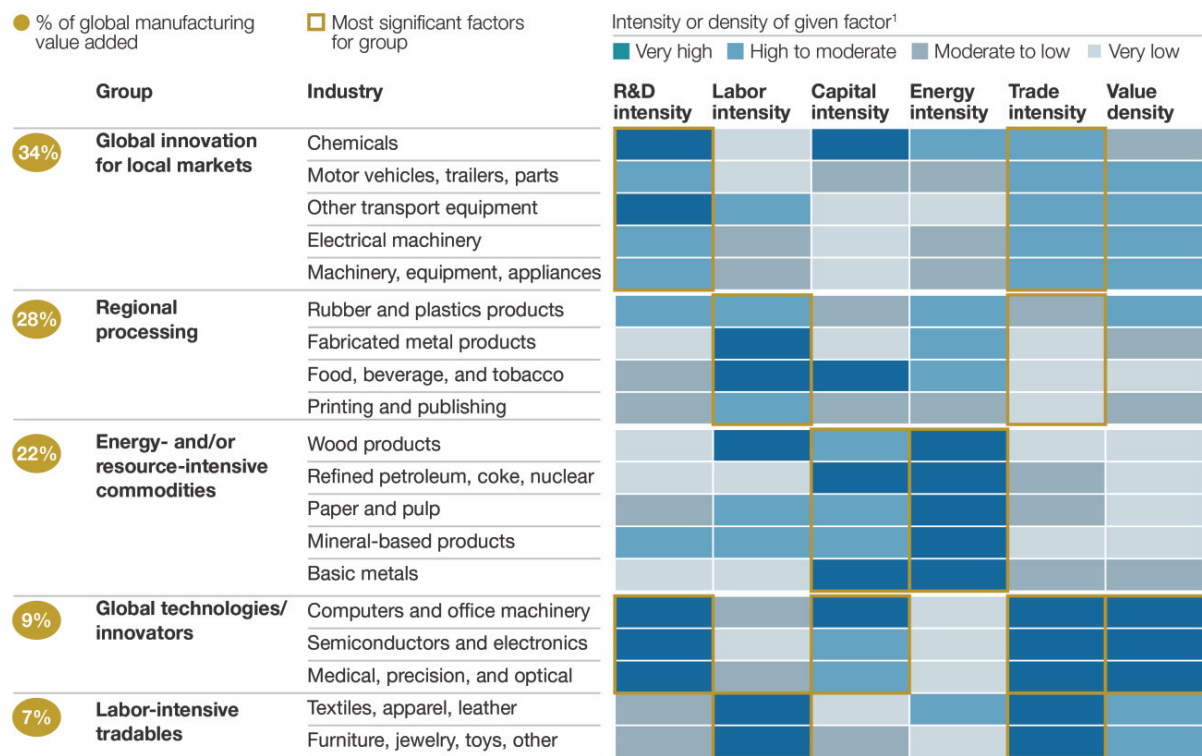 % of global manufacturing
value added
Most significant factors
for group
Intensity or density of given factor¹
Very high
High to moderate
Moderate to low
Very low
Group
Industry
R&D
intensity
Labor
intensity
Capital
intensity
Energy
intensity
Trade
intensity
Value
density
34%
Global innovation
for local markets
Chemicals
Motor vehicles, trailers, parts
Other transport equipment
Electrical machinery
Machinery, equipment, appliances
28%
Regional
processing
Rubber and plastics products
Fabricated metal products
Food, beverage, and tobacco
Printing and publishing
22%
Energy- and/or
resource-intensive
commodities
Wood products
Refined petroleum, coke, nuclear
Paper and pulp
Mineral-based products
Basic metals
9%
Global technologies/
innovators
Computers and office machinery
Semiconductors and electronics
Medical, precision, and optical
7%
Labor-intensive
tradables
Textiles, apparel, leather
Furniture, jewelry, toys, other